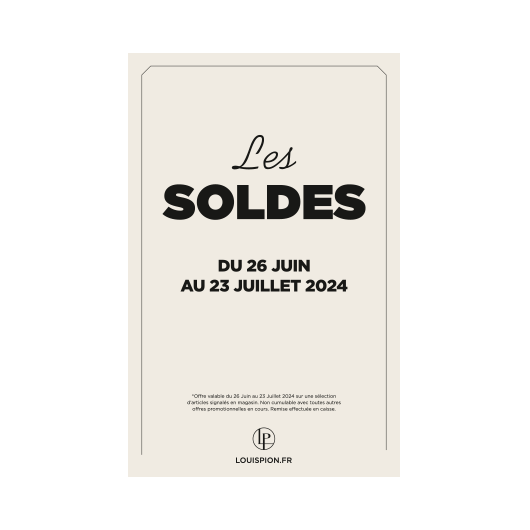 Les
SOLDES
DU 26 JUIN
AU 23 JUILLET 2024
*Offre valable du 26 Juin au 23 Juillet 2024 sur une sélection
d'articles signalés en magasin. Non cumulable avec toutes autres
offres promotionnelles en cours. Remise effectuée en caisse.
LP
LOUISPION.FR